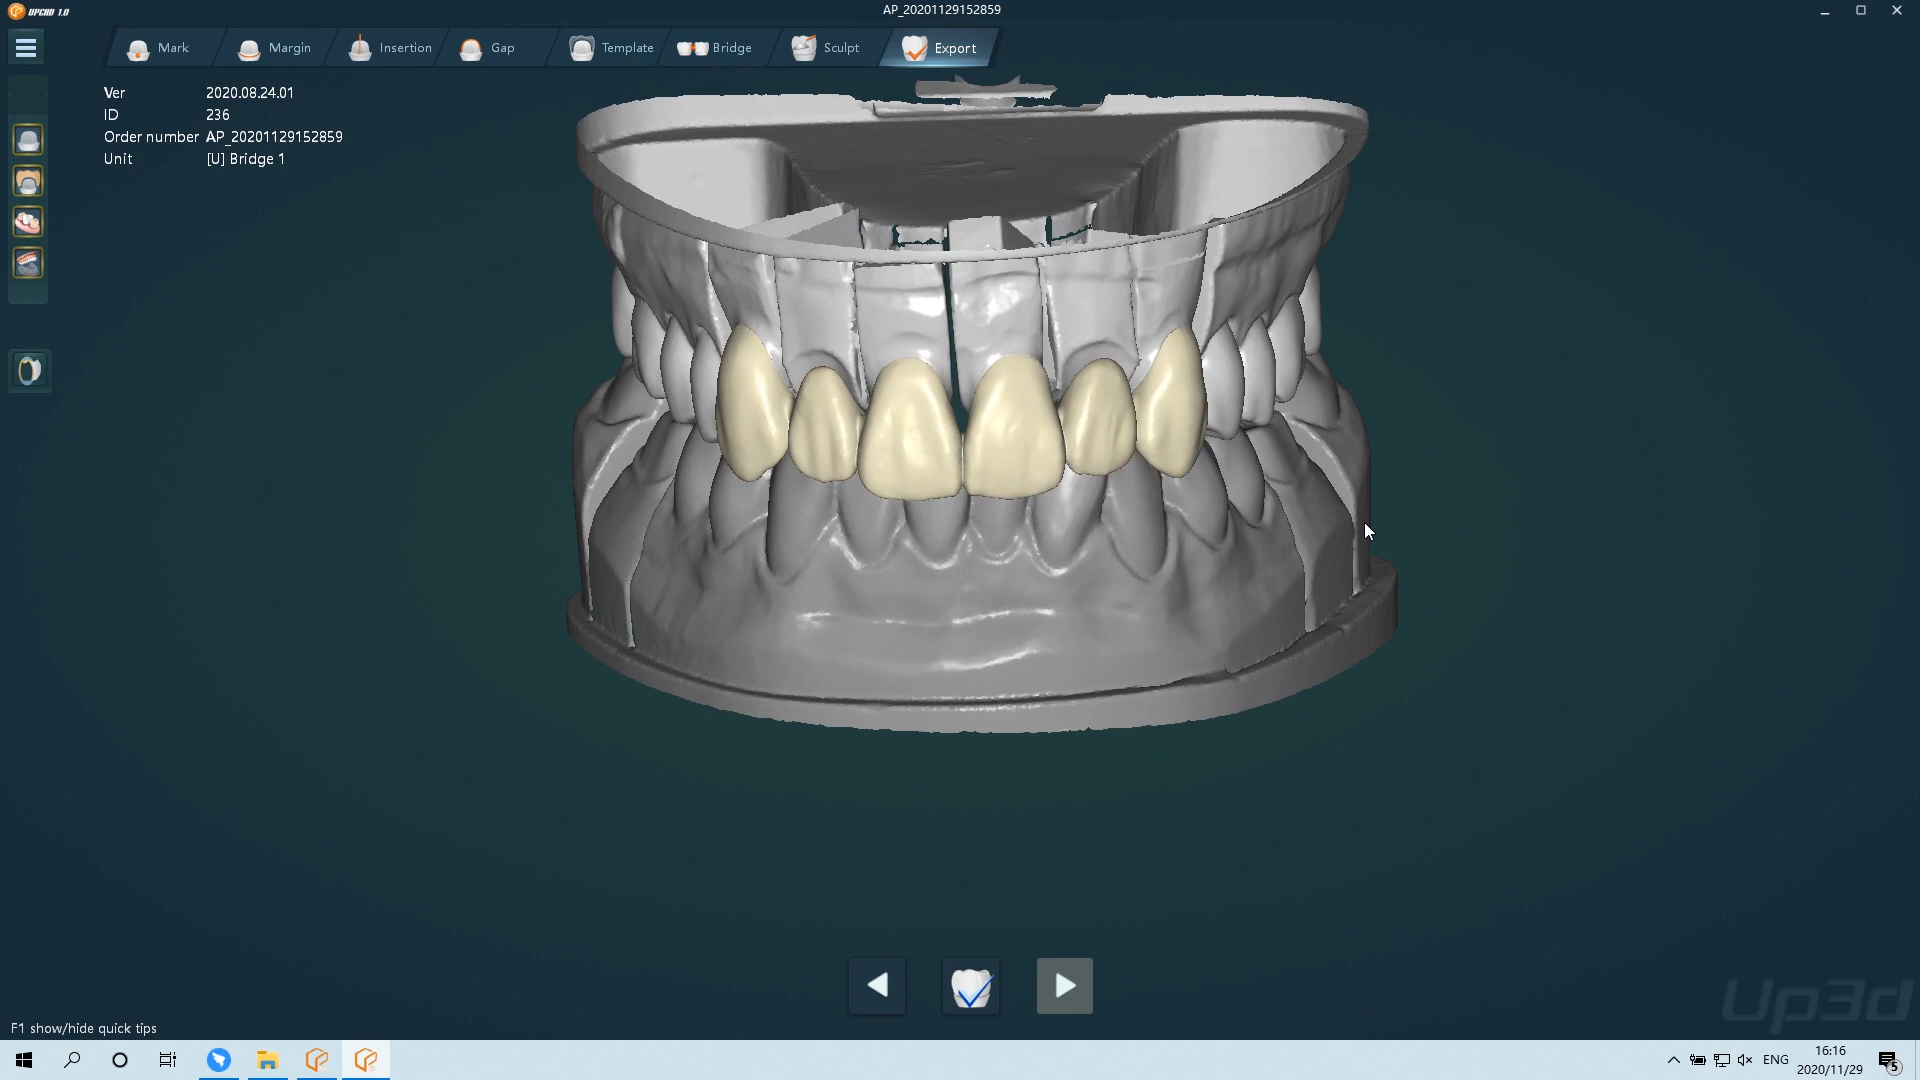 UPCAD 1.0
AP_20201129152859
Mark
Margin
Insertion
Gap
Template
Bridge
Sculpt
Export
Ver 2020.08.24.01
ID 236
Order number AP_20201129152859
Unit [U] Bridge 1
Up3d
F1 show/hide quick tips
ENG
16:16
2020/11/29
5